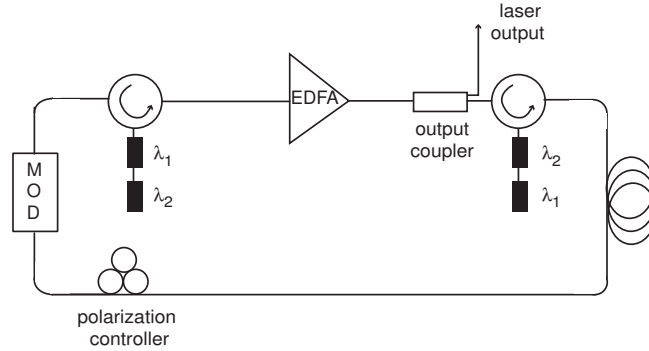 laser
output
EDFA
output
coupler
λ1
λ2
λ2
λ1
M
O
D
polarization
controller